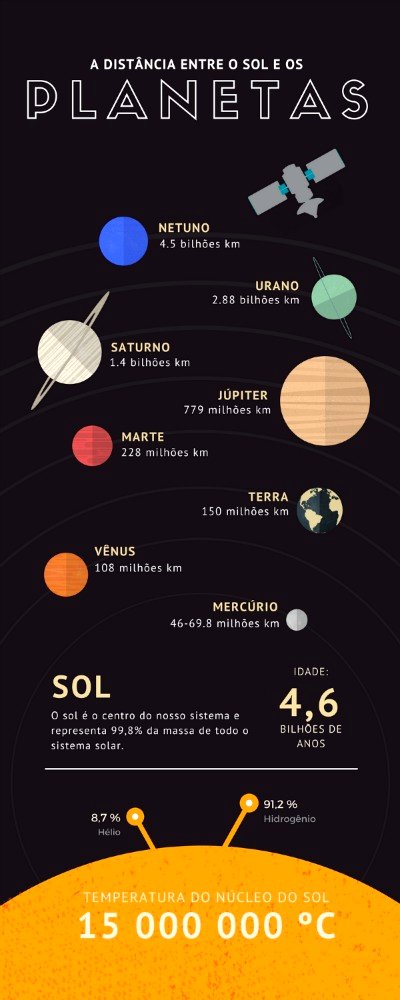 A DISTÂNCIA ENTRE O SOL E OS
PLANETAS
NETUNO
4.5 bilhões km
URANO
2.88 bilhões km
SATURNO
1.4 bilhões km
JÚPITER
779 milhões km
MARTE
228 milhões km
TERRA
150 milhões km
VÊNUS
108 milhões km
MERCÚRIO
46-69.8 milhões km
SOL
O sol é o centro do nosso sistema e
representa 99,8% da massa de todo o
sistema solar.
IDADE:
4,6
BILHÕES DE
ANOS
8,7 %
Hélio
91,2 %
Hidrogênio
TEMPERATURA DO NÚCLEO DO SOL
15 000 000 ºC